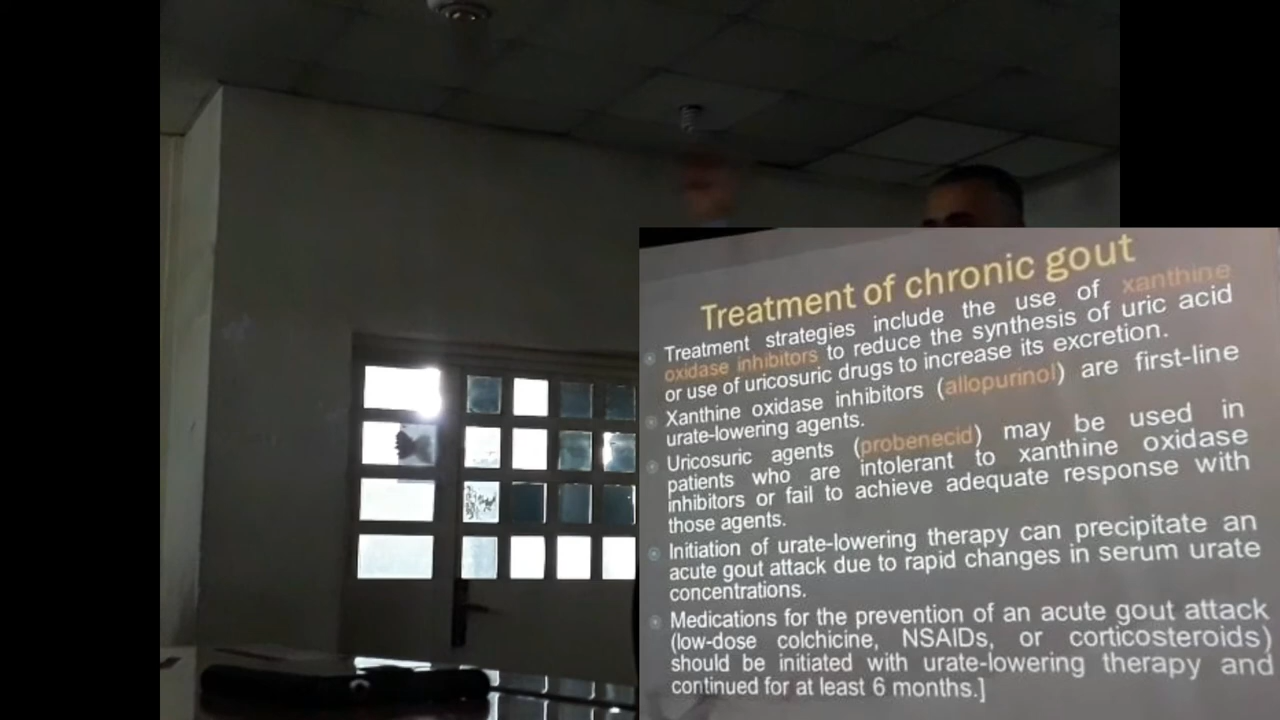 Treatment of chronic gout
Treatment strategies include the use of xanthine
oxidase inhibitors to reduce the synthesis of uric acid
or use of uricosuric drugs to increase its excretion.
Xanthine oxidase inhibitors (allopurinol) are first-line
urate-lowering agents.
Uricosuric agents (probenecid) may be used in
patients who are intolerant to xanthine oxidase
inhibitors or fail to achieve adequate response with
those agents.
Initiation of urate-lowering therapy can precipitate an
acute gout attack due to rapid changes in serum urate
concentrations.
Medications for the prevention of an acute gout attack
(low-dose colchicine, NSAIDs, or corticosteroids)
should be initiated with urate-lowering therapy and
continued for at least 6 months.]